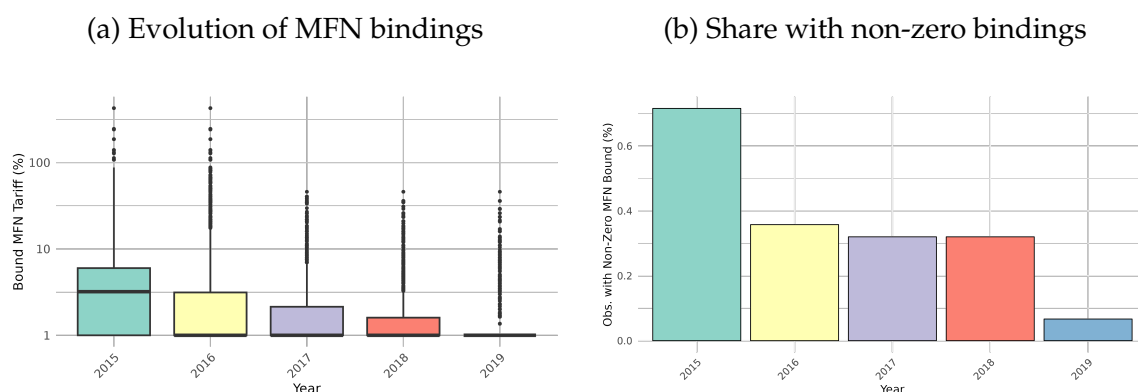 (a) Evolution of MFN bindings
(b) Share with non-zero bindings
Bound MFN Tariff (%)
100
10
1
2015
2016
2017
2018
2019
Year
Obs. with Non-Zero MFN Bound (%)
0.6
0.4
0.2
0.0
2015
2016
2017
2018
2019
Year